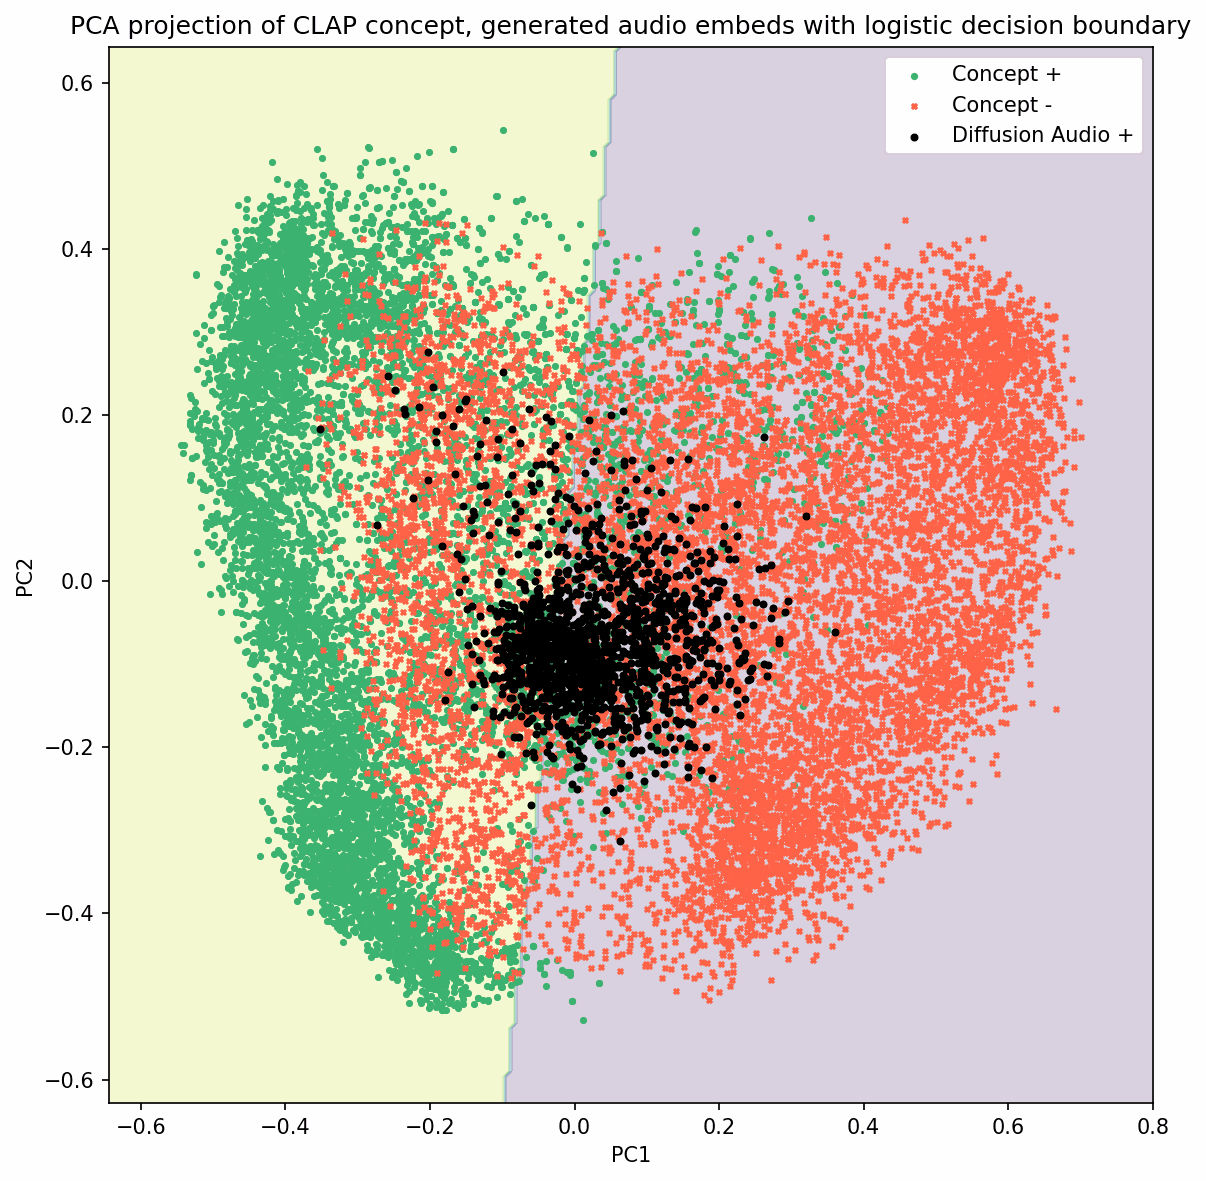 PCA projection of CLAP concept, generated audio embeds with logistic decision boundary
Concept +
Concept -
Diffusion Audio +
0.6
0.4
0.2
0.0
−0.2
−0.4
−0.6
PC2
−0.6 −0.4 −0.2 0.0 0.2 0.4 0.6 0.8
PC1